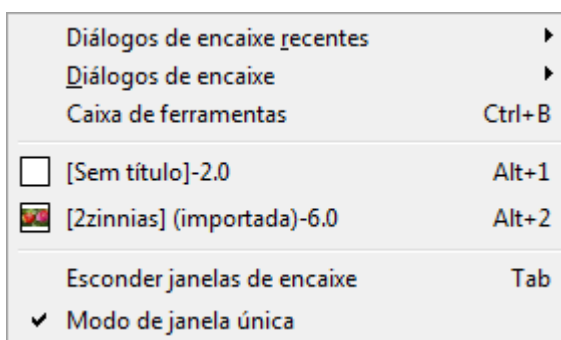 Diálogos de encaixe recentes
Diálogos de encaixe
Caixa de ferramentas Ctrl+B
[Sem título]-2.0 Alt+1
[2zinnias] (importada)-6.0 Alt+2
Esconder janelas de encaixe Tab
Modo de janela única